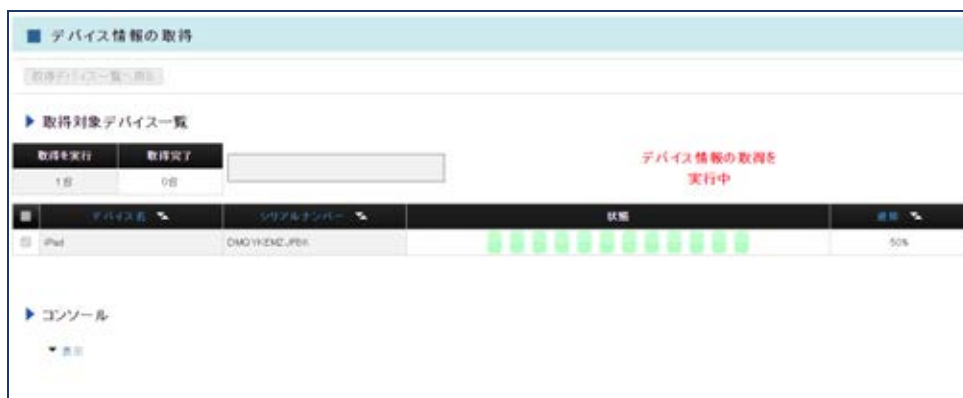 デバイス情報の取得
取得デバイス一覧へ戻る
取得対象デバイス一覧
取得を実行 取得完了
1台 0台
デバイス情報の取得を
実行中
デバイス名 シリアルナンバー 状態 進捗
iPad 50%
コンソール
表示